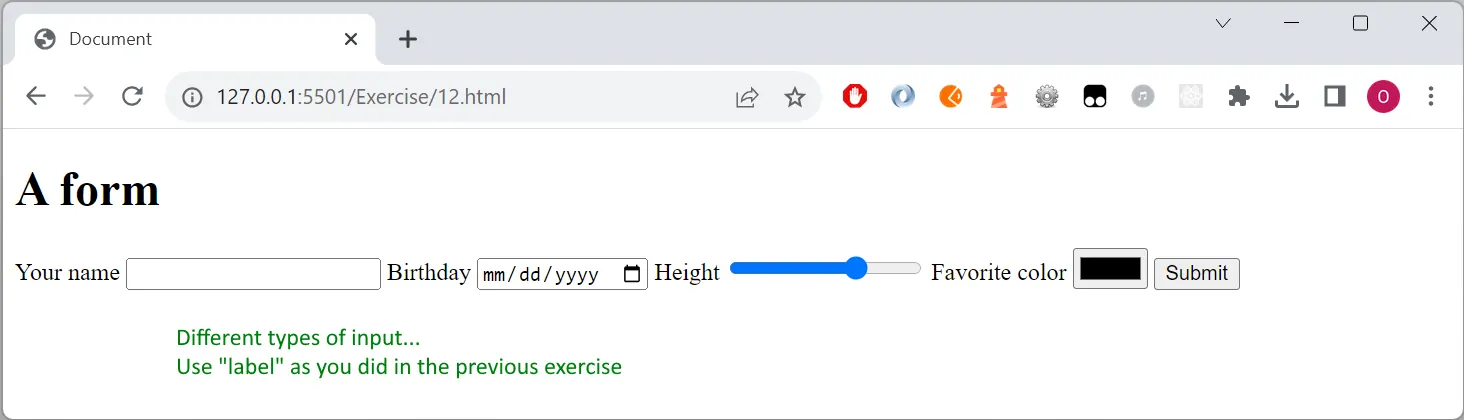 Document
127.0.0.1:5501/Exercise/12.html
O
A form
Your name Birthday mm/dd/yyyy Height Favorite color Submit
Different types of input...
Use "label" as you did in the previous exercise